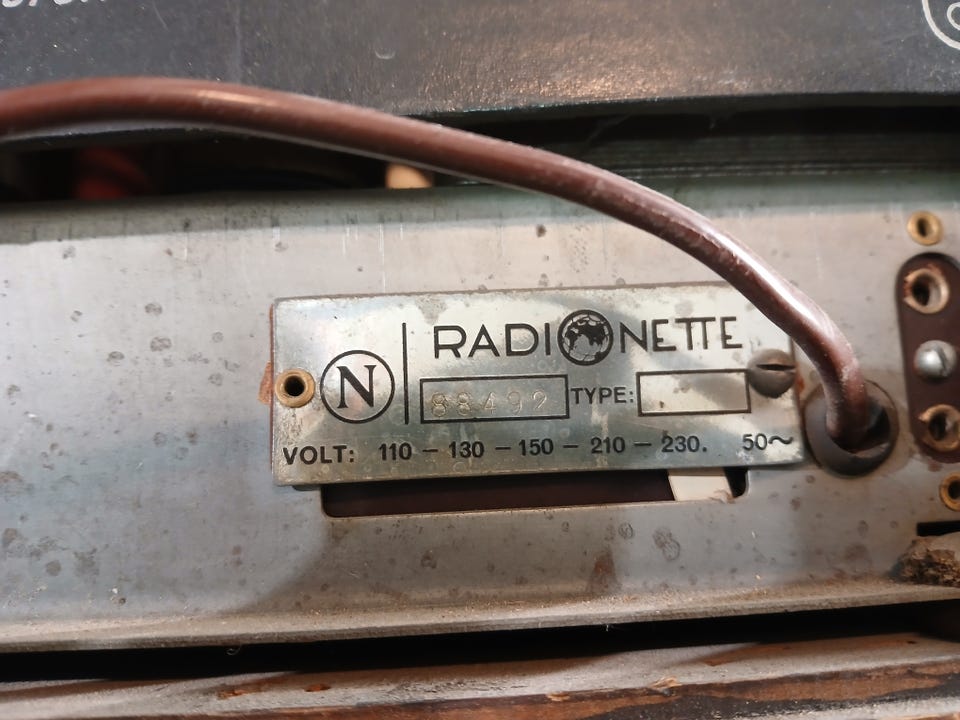 N
RADIONETTE
88492 TYPE:
VOLT: 110 – 130 – 150 – 210 – 230. 50~